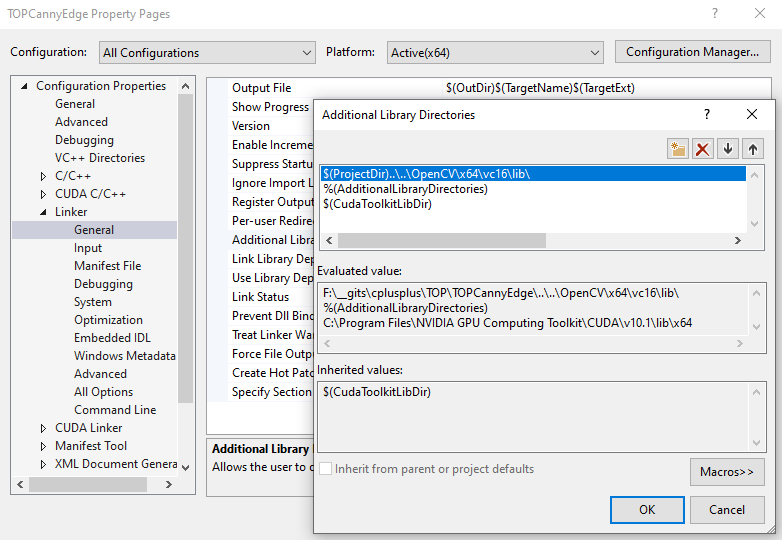 TOPCannyEdge Property Pages
Configuration: All Configurations Platform: Active(x64) Configuration Manager...
Configuration Properties
General
Advanced
Debugging
VC++ Directories
C/C++
CUDA C/C++
Linker
General
Input
Manifest File
Debugging
System
Optimization
Embedded IDL
Windows Metadata
Advanced
All Options
Command Line
CUDA Linker
Manifest Tool
XML Document Genera
Output File $(OutDir)$(TargetName)$(TargetExt)
Show Progress
Version
Enable Increme
Suppress Startu
Ignore Import L
Register Output
Per-user Redire
Additional Libra
Link Library Dep
Use Library Dep
Link Status
Prevent Dll Bind
Treat Linker War
Force File Outp
Create Hot Patc
Specify Section
Additional Library
Allows the user to o
Additional Library Directories
$(ProjectDir)..\..\OpenCV\x64\vc16\lib\
%(AdditionalLibraryDirectories)
$(CudaToolkitLibDir)
Evaluated value:
F:\__gits\cplusplus\TOP\TOPCannyEdge\..\..\OpenCV\x64\vc16\lib\
%(AdditionalLibraryDirectories)
C:\Program Files\NVIDIA GPU Computing Toolkit\CUDA\v10.1\lib\x64
Inherited values:
$(CudaToolkitLibDir)
Inherit from parent or project defaults
Macros>>
OK Cancel